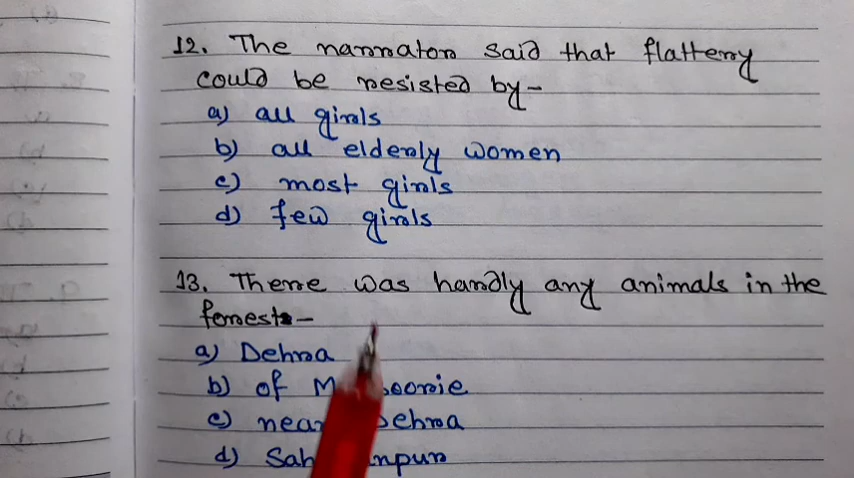 12. The narrator said that flattery
could be resisted by-
a) all girls
b) all elderly women
c) most girls
d) few girls
13. There was hardly any animals in the
forests-
a) Dehra
b) of
c) near
d)